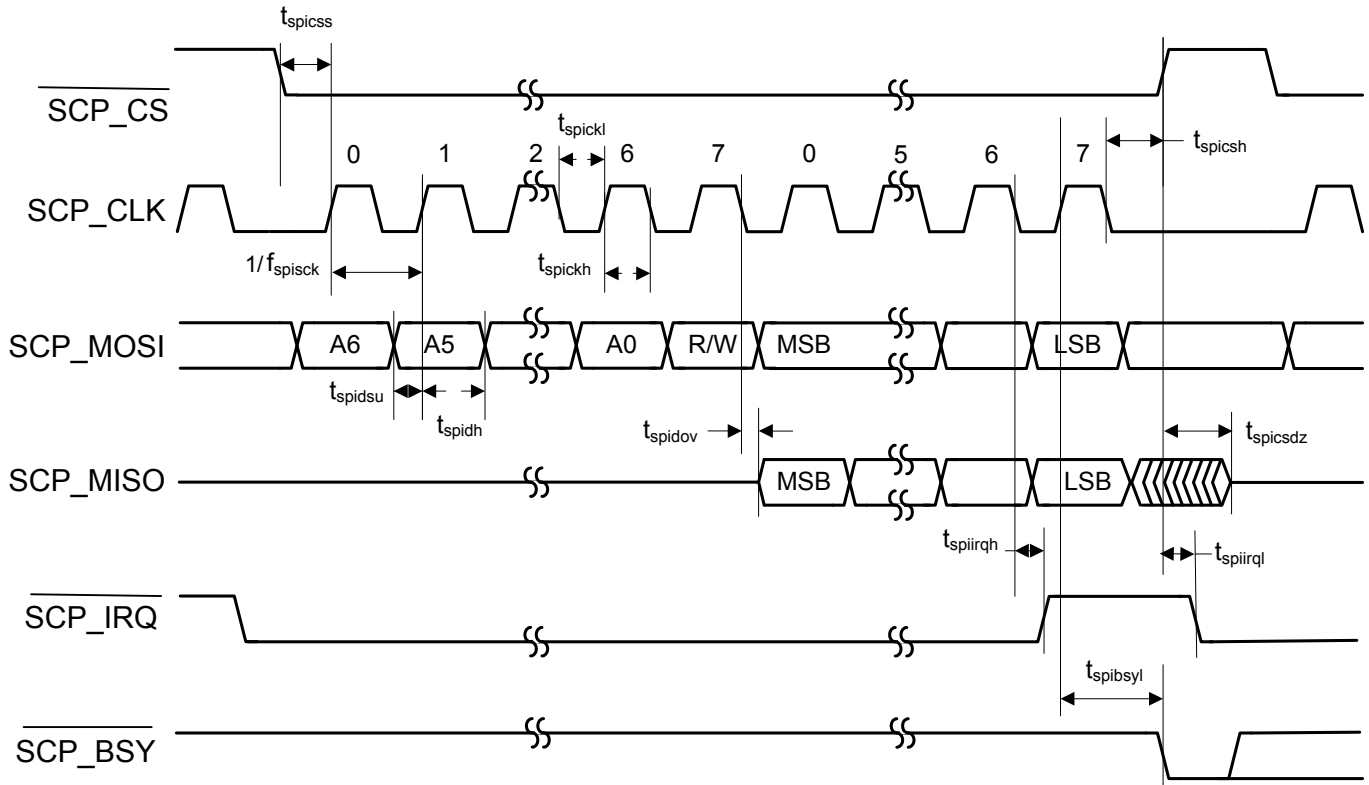 tspicss
SCP_CS
tspickl
0 1 2 6 7 0 5 6 7
tspicsh
SCP_CLK
1/fspisck
tspickh
SCP_MOSI
A6 A5 A0 R/W MSB LSB
tspidsu
tspidh
tspidov
tspicsdz
SCP_MISO
MSB LSB
tspiirqh
tspiirql
SCP_IRQ
tspibsyl
SCP_BSY